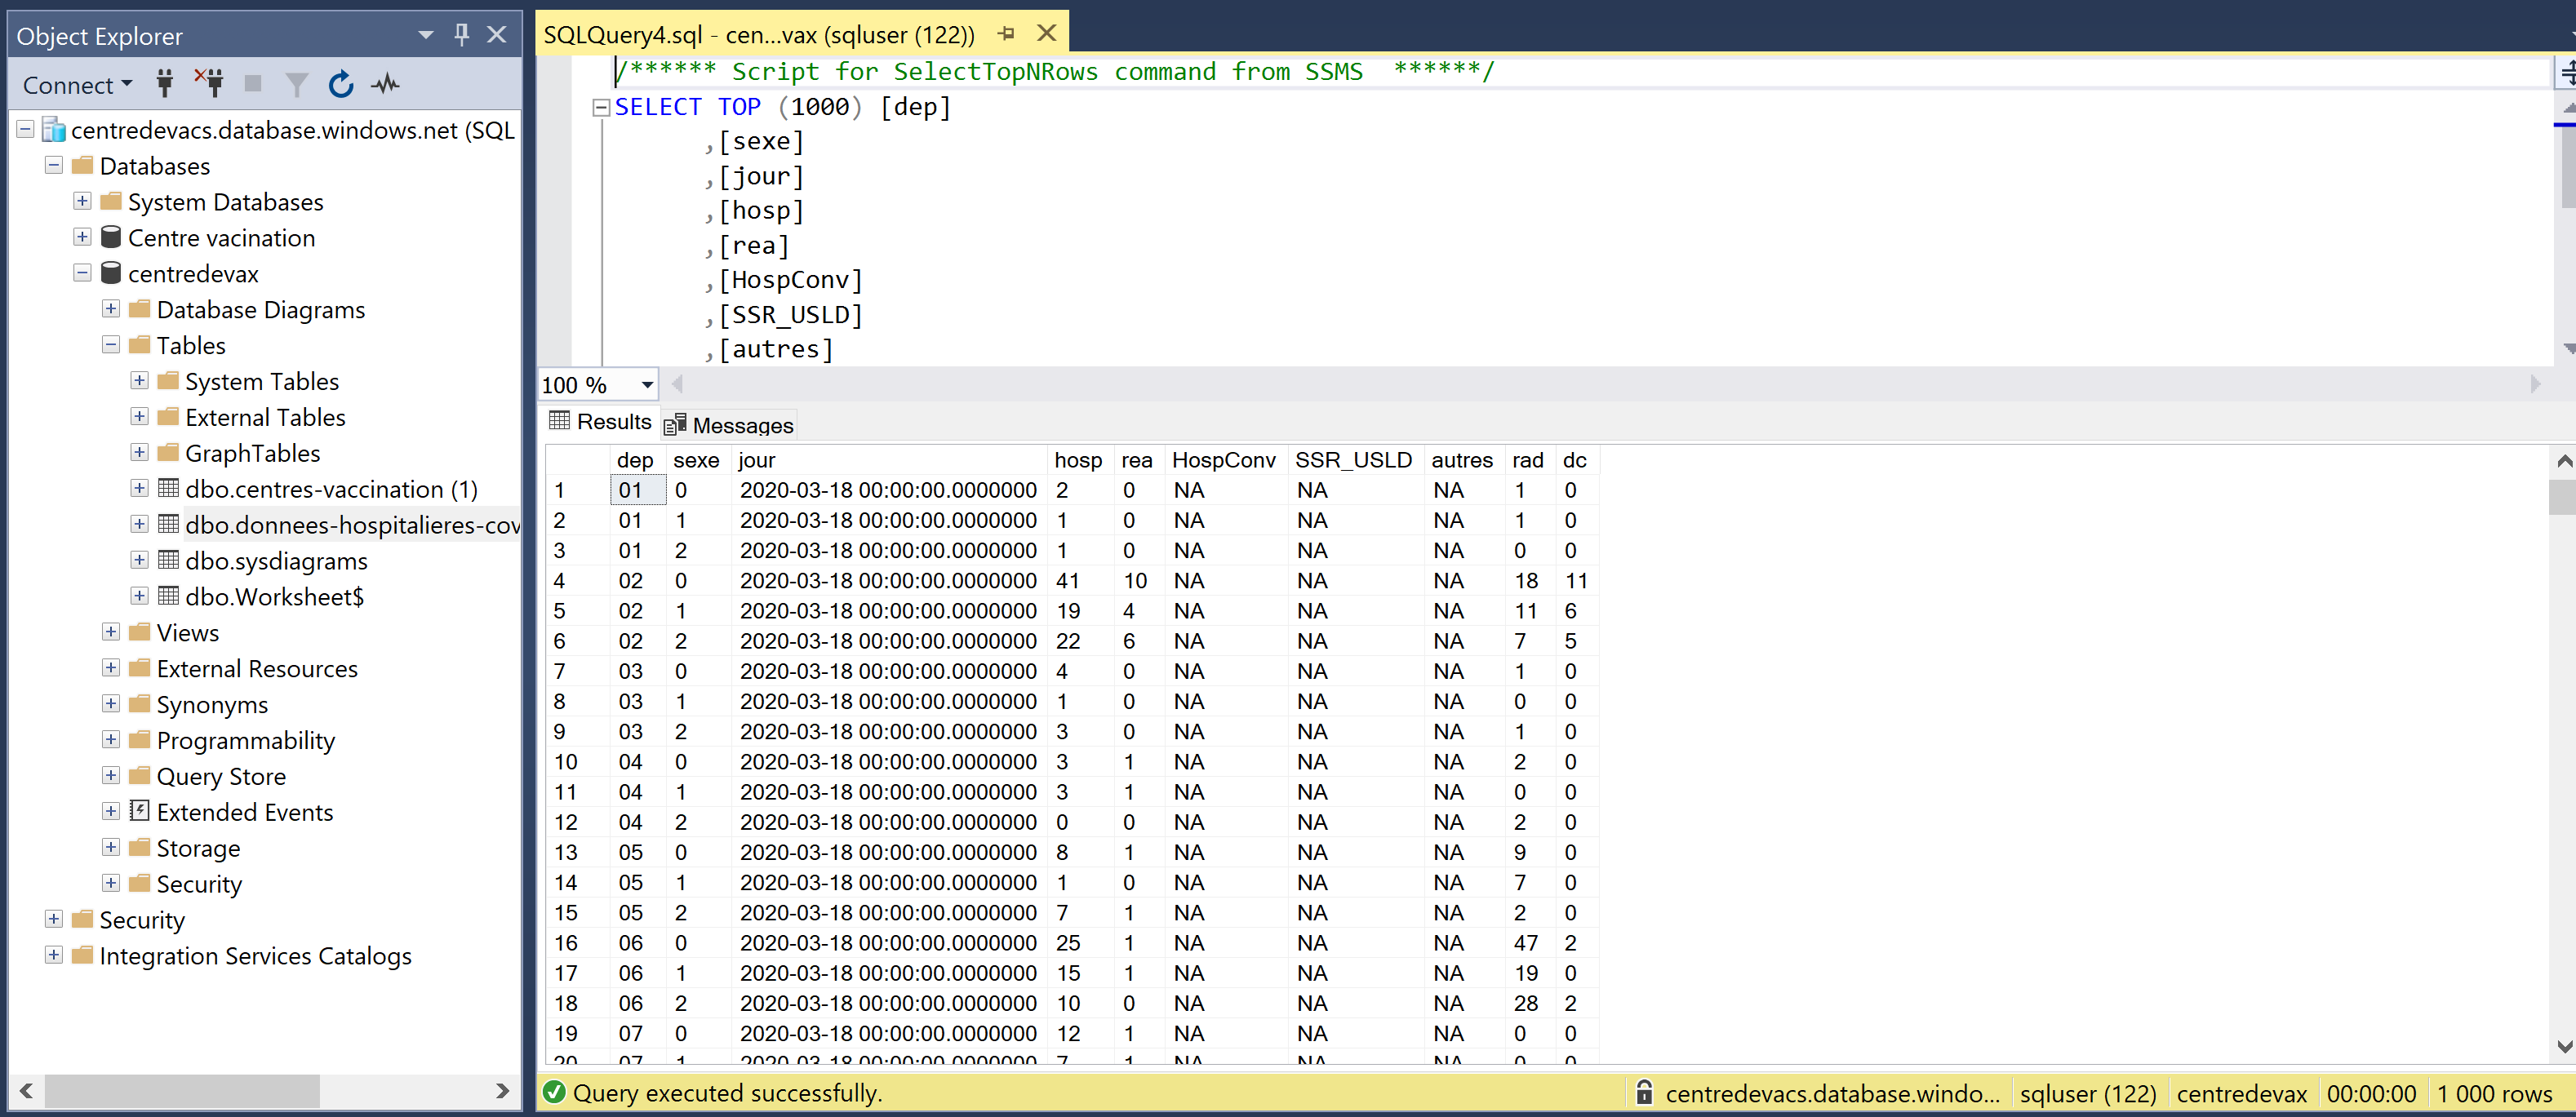 Object Explorer
Connect
centredevacs.database.windows.net (SQL
Databases
System Databases
Centre vacination
centredevax
Database Diagrams
Tables
System Tables
External Tables
GraphTables
dbo.centres-vaccination (1)
dbo.donnees-hospitalieres-cov
dbo.sysdiagrams
dbo.Worksheet$
Views
External Resources
Synonyms
Programmability
Query Store
Extended Events
Storage
Security
Security
Integration Services Catalogs
SQLQuery4.sql - cen...vax (sqluser (122))
/****** Script for SelectTopNRows command from SSMS  ******/
SELECT TOP (1000) [dep]
,[sexe]
,[jour]
,[hosp]
,[rea]
,[HospConv]
,[SSR_USLD]
,[autres]
100 %
Results Messages
dep sexe jour hosp rea HospConv SSR_USLD autres rad dc
1 01 0 2020-03-18 00:00:00.0000000 2 0 NA NA NA 1 0
2 01 1 2020-03-18 00:00:00.0000000 1 0 NA NA NA 1 0
3 01 2 2020-03-18 00:00:00.0000000 1 0 NA NA NA 0 0
4 02 0 2020-03-18 00:00:00.0000000 41 10 NA NA NA 18 11
5 02 1 2020-03-18 00:00:00.0000000 19 4 NA NA NA 11 6
6 02 2 2020-03-18 00:00:00.0000000 22 6 NA NA NA 7 5
7 03 0 2020-03-18 00:00:00.0000000 4 0 NA NA NA 1 0
8 03 1 2020-03-18 00:00:00.0000000 1 0 NA NA NA 0 0
9 03 2 2020-03-18 00:00:00.0000000 3 0 NA NA NA 1 0
10 04 0 2020-03-18 00:00:00.0000000 3 1 NA NA NA 2 0
11 04 1 2020-03-18 00:00:00.0000000 3 1 NA NA NA 0 0
12 04 2 2020-03-18 00:00:00.0000000 0 0 NA NA NA 2 0
13 05 0 2020-03-18 00:00:00.0000000 8 1 NA NA NA 9 0
14 05 1 2020-03-18 00:00:00.0000000 1 0 NA NA NA 7 0
15 05 2 2020-03-18 00:00:00.0000000 7 1 NA NA NA 2 0
16 06 0 2020-03-18 00:00:00.0000000 25 1 NA NA NA 47 2
17 06 1 2020-03-18 00:00:00.0000000 15 1 NA NA NA 19 0
18 06 2 2020-03-18 00:00:00.0000000 10 0 NA NA NA 28 2
19 07 0 2020-03-18 00:00:00.0000000 12 1 NA NA NA 0 0
20 07 1 2020-03-18 00:00:00.0000000 7 1 NA NA NA 0 0
Query executed successfully. centredevacs.database.windo... sqluser (122) centredevax 00:00:00 1 000 rows